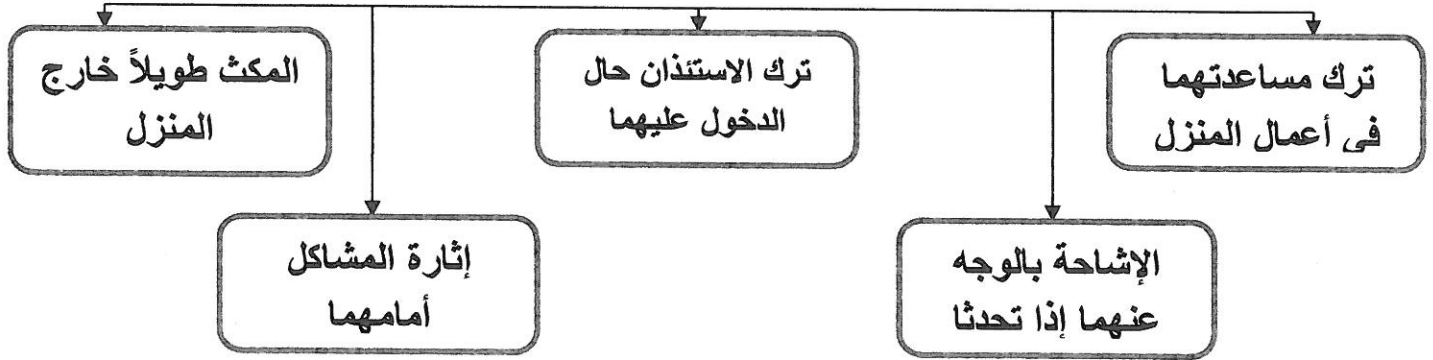 ترك مساعدتهما
فى أعمال المنزل
الإشاحة بالوجه
عنهما إذا تحدثا
ترك الاستئذان حال
الدخول عليهما
إثارة المشاكل
أمامهما
المكث طويلاً خارج
المنزل